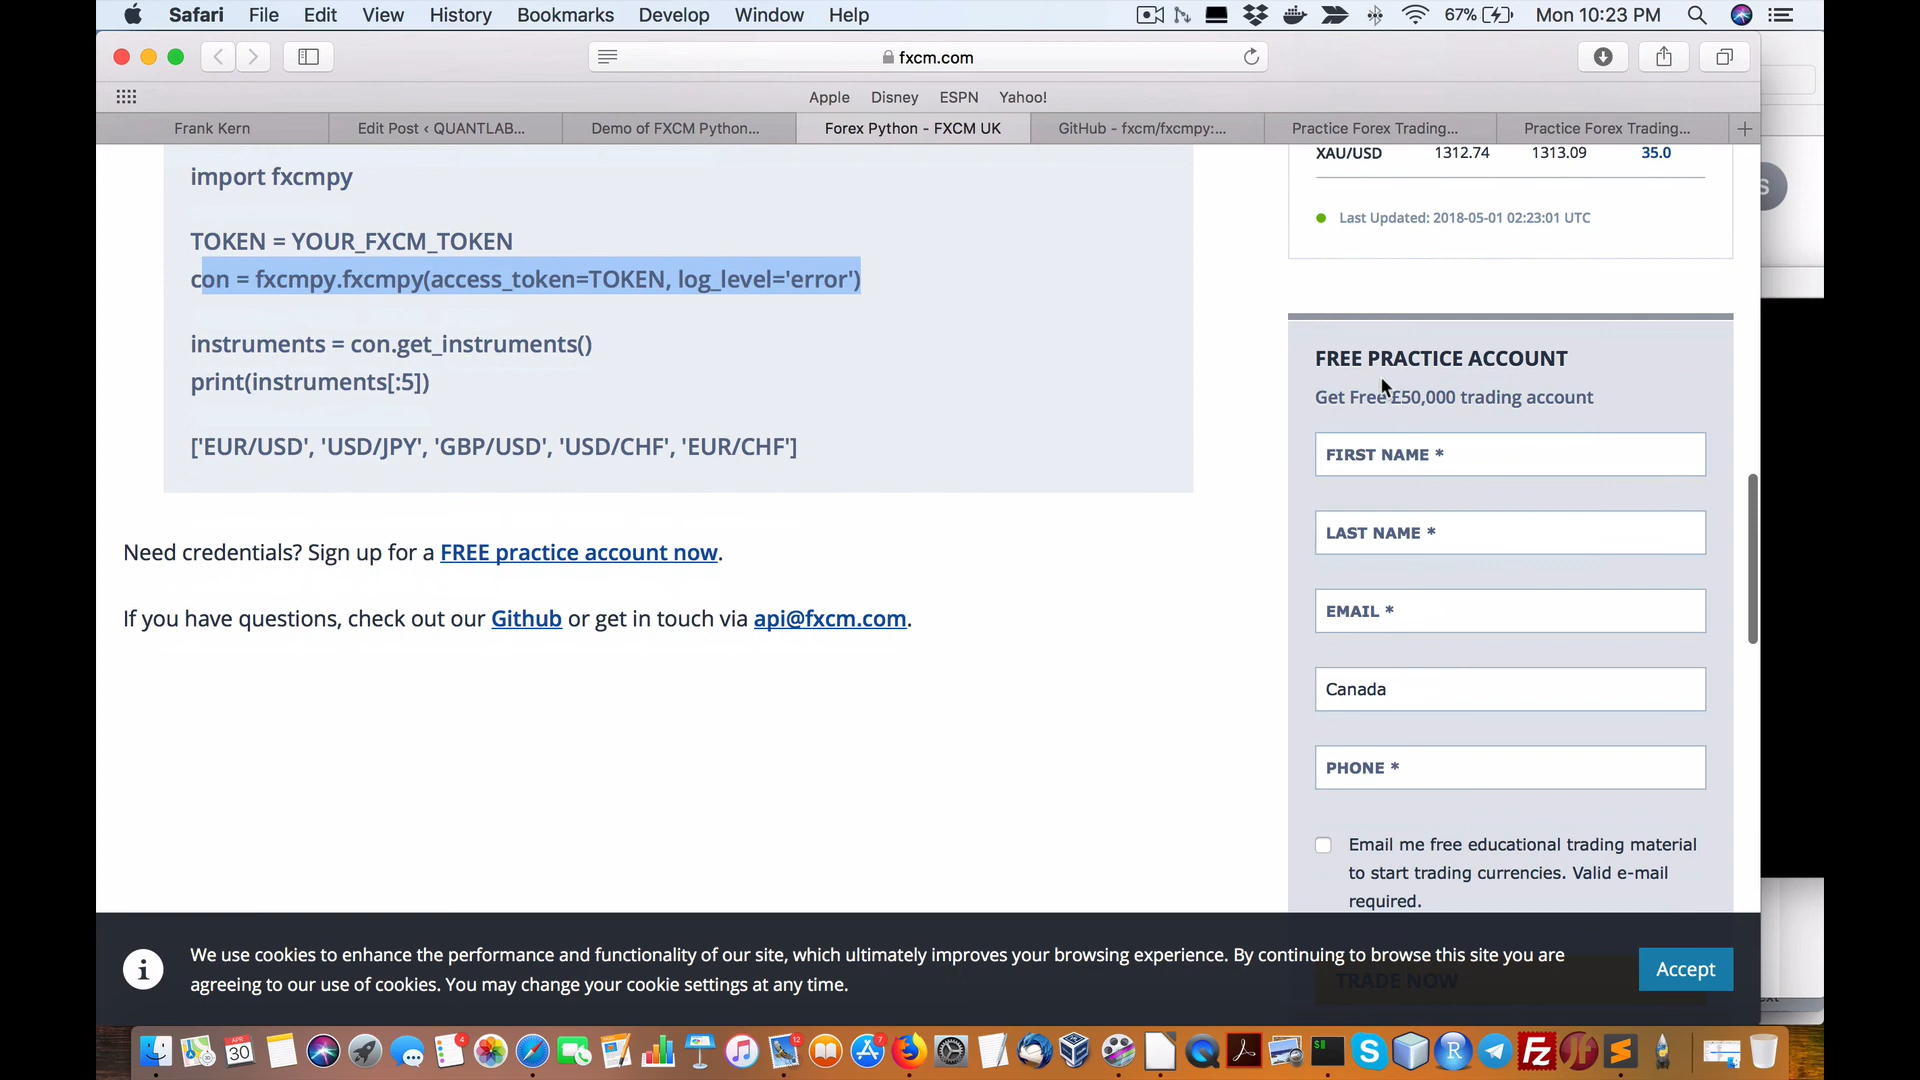 Safari File Edit View History Bookmarks Develop Window Help 67% Mon 10:23 PM
fxcm.com
Apple Disney ESPN Yahoo!
Frank Kern Edit Post ‹ QUANTLAB... Demo of FXCM Python... Forex Python - FXCM UK GitHub - fxcm/fxcmpy:... Practice Forex Trading... Practice Forex Trading...
import fxcmpy
TOKEN = YOUR_FXCM_TOKEN
con = fxcmpy.fxcmpy(access_token=TOKEN, log_level='error')
instruments = con.get_instruments()
print(instruments[:5])
['EUR/USD', 'USD/JPY', 'GBP/USD', 'USD/CHF', 'EUR/CHF']
Need credentials? Sign up for a FREE practice account now.
If you have questions, check out our Github or get in touch via api@fxcm.com.
XAU/USD 1312.74 1313.09 35.0
Last Updated: 2018-05-01 02:23:01 UTC
FREE PRACTICE ACCOUNT
Get Free £50,000 trading account
FIRST NAME *
LAST NAME *
EMAIL *
Canada
PHONE *
Email me free educational trading material
to start trading currencies. Valid e-mail
required.
TRADE NOW
We use cookies to enhance the performance and functionality of our site, which ultimately improves your browsing experience. By continuing to browse this site you are
agreeing to our use of cookies. You may change your cookie settings at any time.
Accept
S
APR
30
4
12
7
$
S
R
Fz